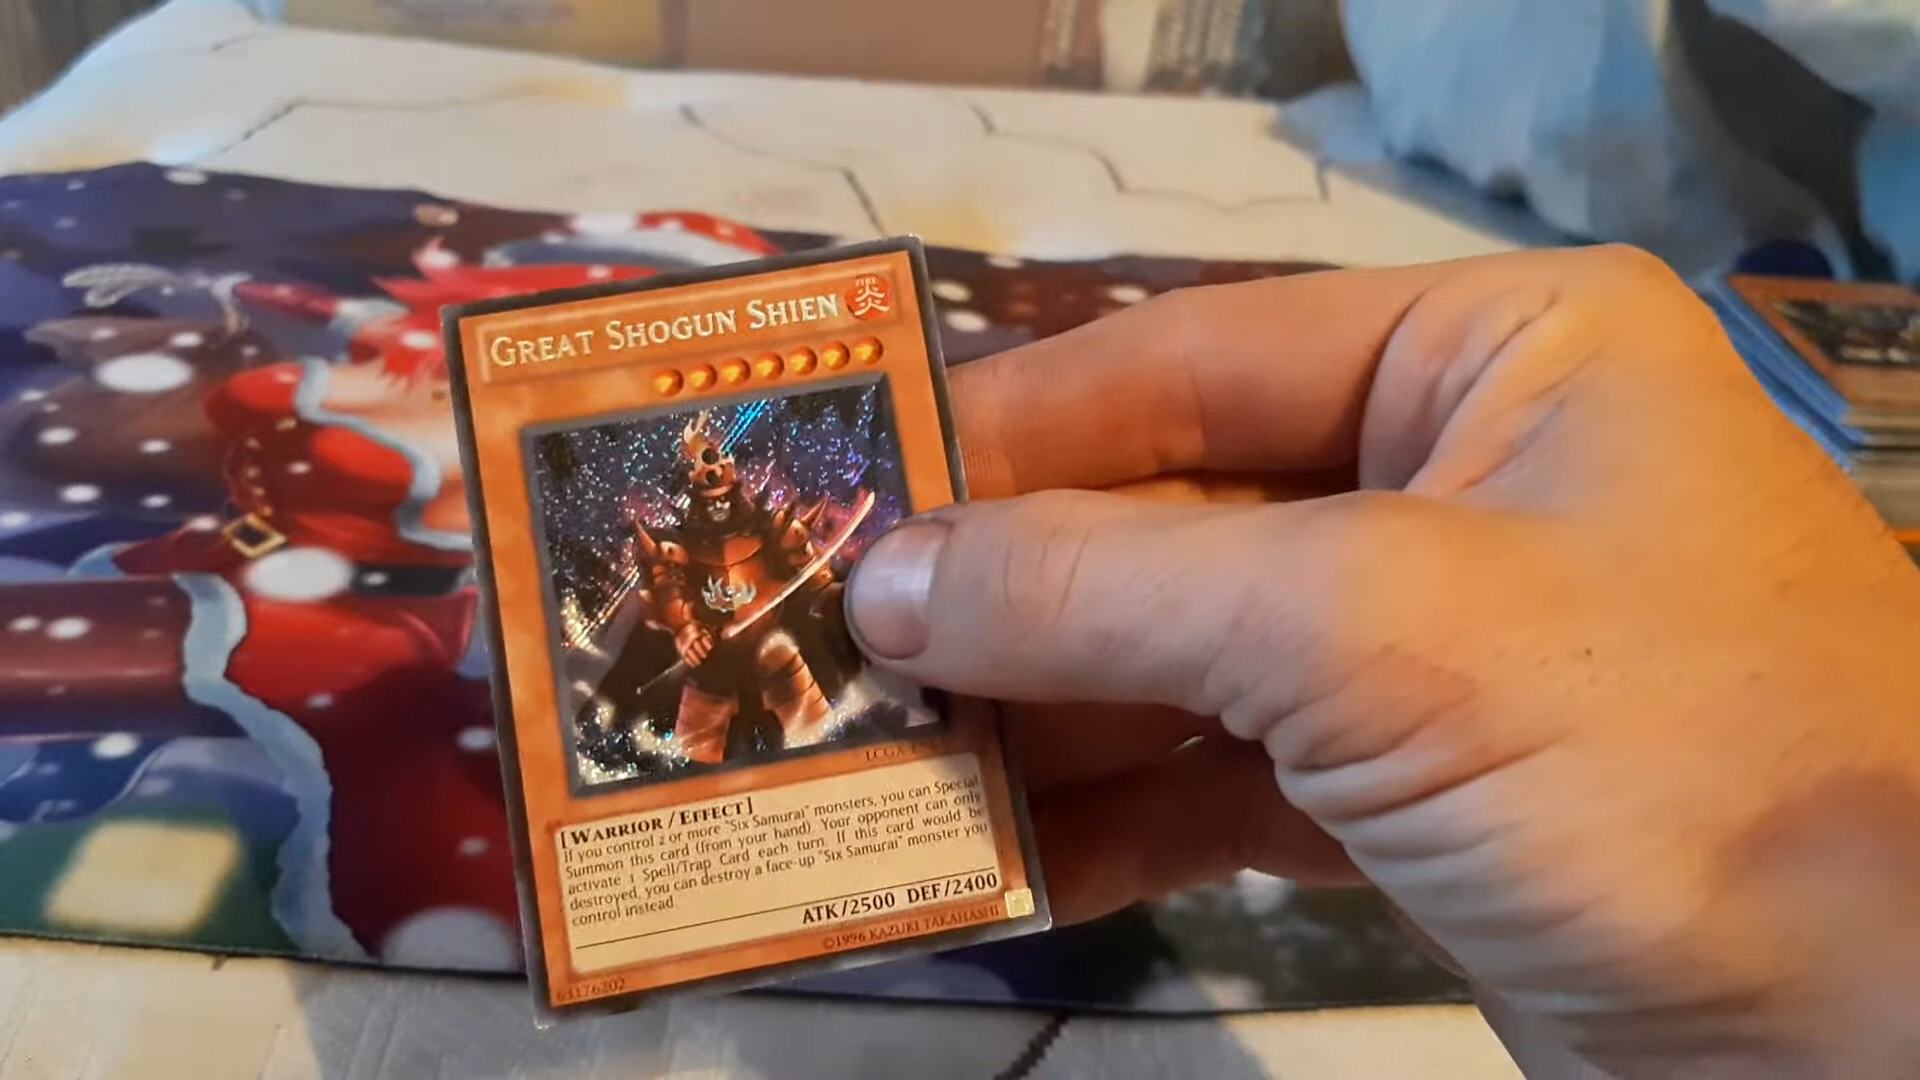 GREAT SHOGUN SHIEN
FIRE
炎
LCGX-EN
[WARRIOR / EFFECT]
If you control 2 or more "Six Samurai" monsters, you can Special
Summon this card (from your hand). Your opponent can only
activate 1 Spell/Trap Card each turn. If this card would be
destroyed, you can destroy a face-up "Six Samurai" monster you
control instead.
ATK/2500 DEF/2400
63176202
©1996 KAZUKI TAKAHASHI